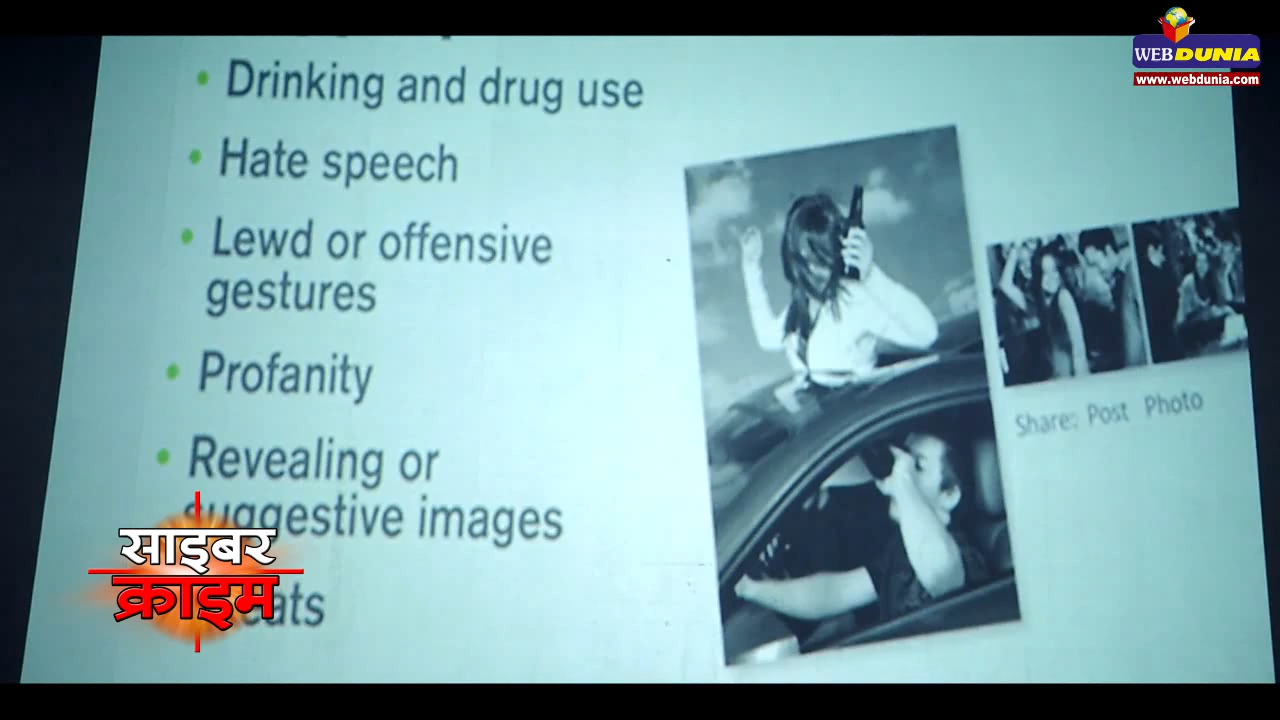 WEBDUNIA
www.webdunia.com
• Drinking and drug use
• Hate speech
• Lewd or offensive
gestures
• Profanity
• Revealing or
suggestive images
Share: Post Photo
साइबर
क्राइम